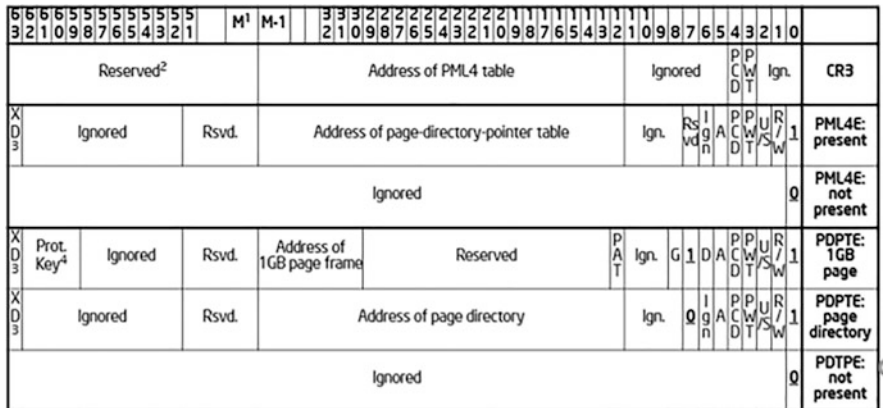 6 6 6 6 5 5 5 5 5 5 5 5 5 M¹ M-1 3 3 3 2 2 2 2 2 2 2 2 2 2 1 1 1 1 1 1 1 1 1 1
3 2 1 0 9 8 7 6 5 4 3 2 1 2 1 0 9 8 7 6 5 4 3 2 1 0 9 8 7 6 5 4 3 2 1 0 9 8 7 6 5 4 3 2 1 0
Reserved² Address of PML4 table Ignored PCD PWT Ign. CR3
XD³ Ignored Rsvd. Address of page-directory-pointer table Ign. Rsvd Ign A PCD PWT U/S R/W 1 PML4E:
present
Ignored 0 PML4E:
not
present
XD³ Prot. Key⁴ Ignored Rsvd. Address of 1GB page frame Reserved PAT Ign. G 1 D A PCD PWT U/S R/W 1 PDPTE:
1GB
page
XD³ Ignored Rsvd. Address of page directory Ign. 0 Ign A PCD PWT U/S R/W 1 PDPTE:
page
directory
Ignored 0 PDTPE:
not
present